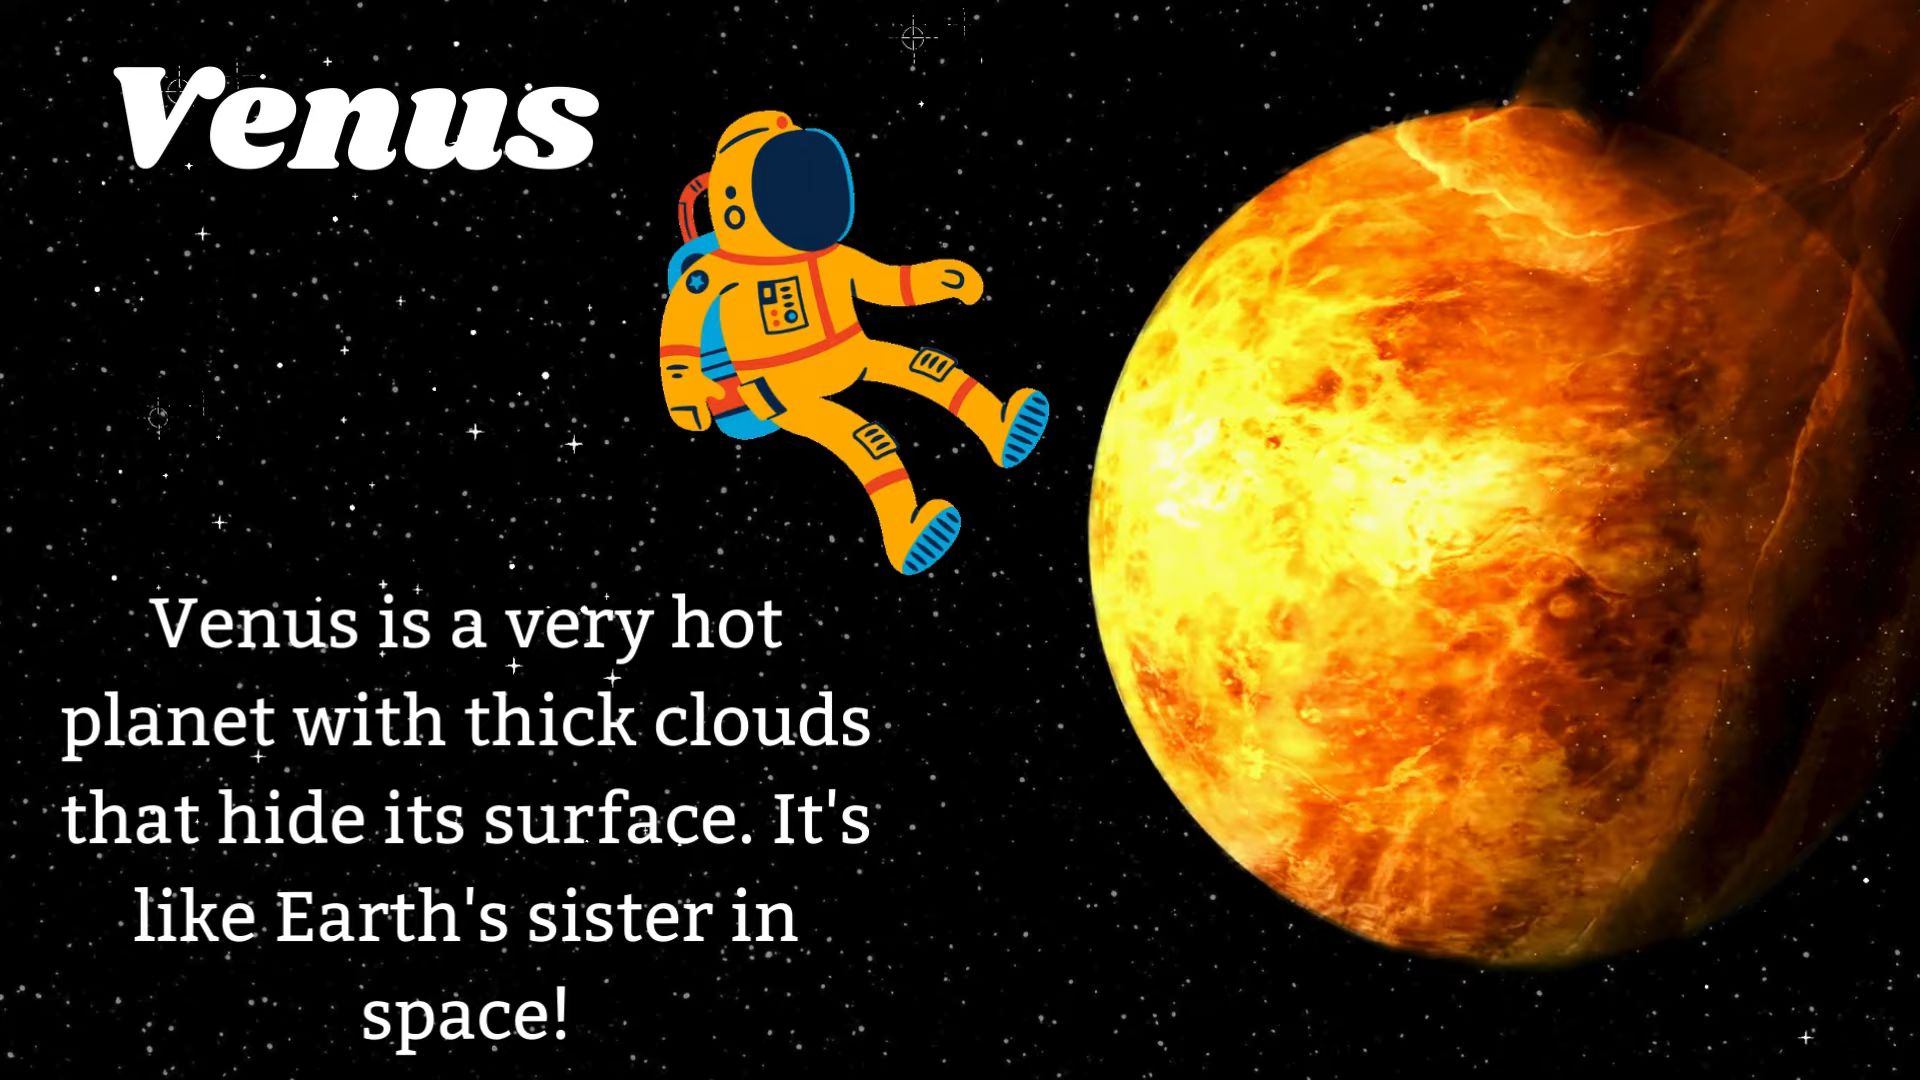 Venus
Venus is a very hot
planet with thick clouds
that hide its surface. It's
like Earth's sister in
space!